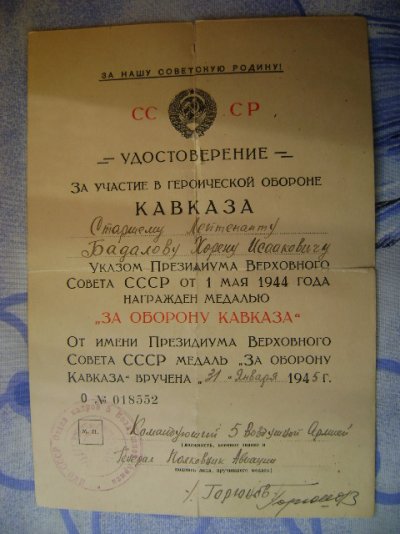 ЗА НАШУ СОВЕТСКУЮ РОДИНУ!
СС СР
УДОСТОВЕРЕНИЕ
ЗА УЧАСТИЕ В ГЕРОИЧЕСКОЙ ОБОРОНЕ
КАВКАЗА
Старшему Лейтенанту
Бадалову Хорену Исааковичу
УКАЗОМ ПРЕЗИДИУМА ВЕРХОВНОГО
СОВЕТА СССР ОТ 1 МАЯ 1944 ГОДА
НАГРАЖДЕН МЕДАЛЬЮ
„ЗА ОБОРОНУ КАВКАЗА“
ОТ ИМЕНИ ПРЕЗИДИУМА ВЕРХОВНОГО
СОВЕТА СССР МЕДАЛЬ „ЗА ОБОРОНУ
КАВКАЗА“ ВРУЧЕНА „31“ Января 1945 г.
О № 018552
М. П.
Командующий 5 Воздушной Армией
Генерал Полковник Авиации
/. Горюнов